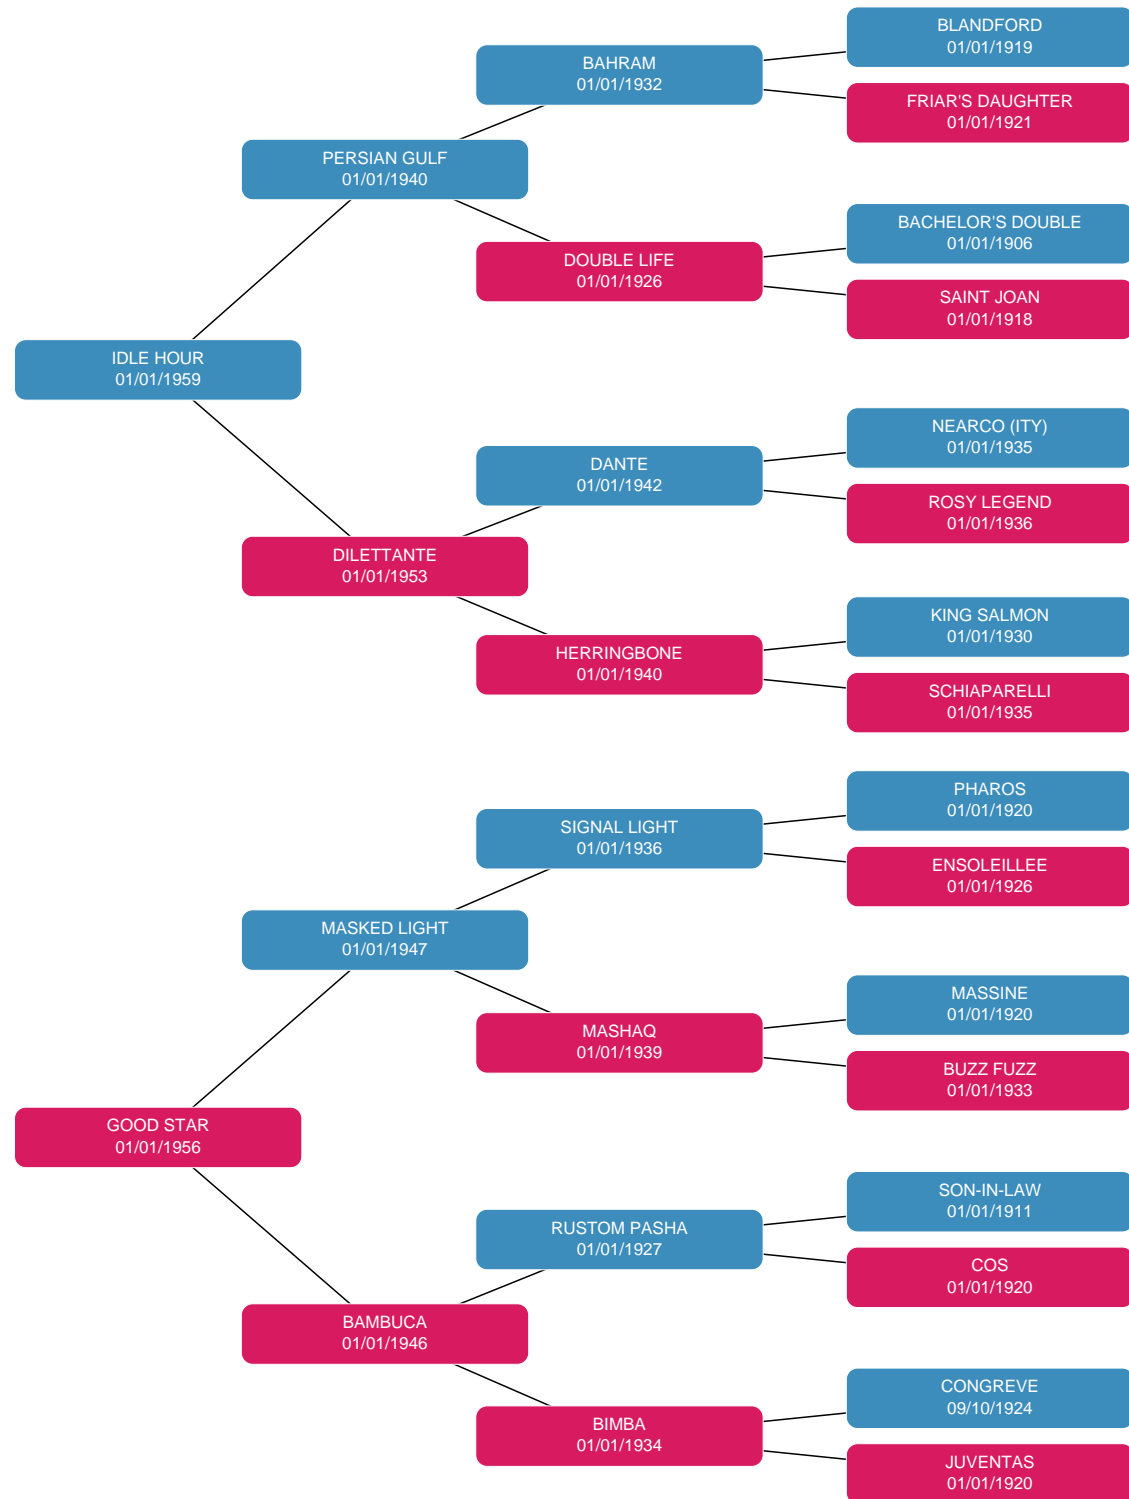 BLANDFORD
01/01/1919
BAHRAM
01/01/1932
FRIAR'S DAUGHTER
01/01/1921
PERSIAN GULF
01/01/1940
BACHELOR'S DOUBLE
01/01/1906
DOUBLE LIFE
01/01/1926
SAINT JOAN
01/01/1918
IDLE HOUR
01/01/1959
NEARCO (ITY)
01/01/1935
DANTE
01/01/1942
ROSY LEGEND
01/01/1936
DILETTANTE
01/01/1953
KING SALMON
01/01/1930
HERRINGBONE
01/01/1940
SCHIAPARELLI
01/01/1935
PHAROS
01/01/1920
SIGNAL LIGHT
01/01/1936
ENSOLEILLEE
01/01/1926
MASKED LIGHT
01/01/1947
MASSINE
01/01/1920
MASHAQ
01/01/1939
BUZZ FUZZ
01/01/1933
GOOD STAR
01/01/1956
SON-IN-LAW
01/01/1911
RUSTOM PASHA
01/01/1927
COS
01/01/1920
BAMBUCA
01/01/1946
CONGREVE
09/10/1924
BIMBA
01/01/1934
JUVENTAS
01/01/1920